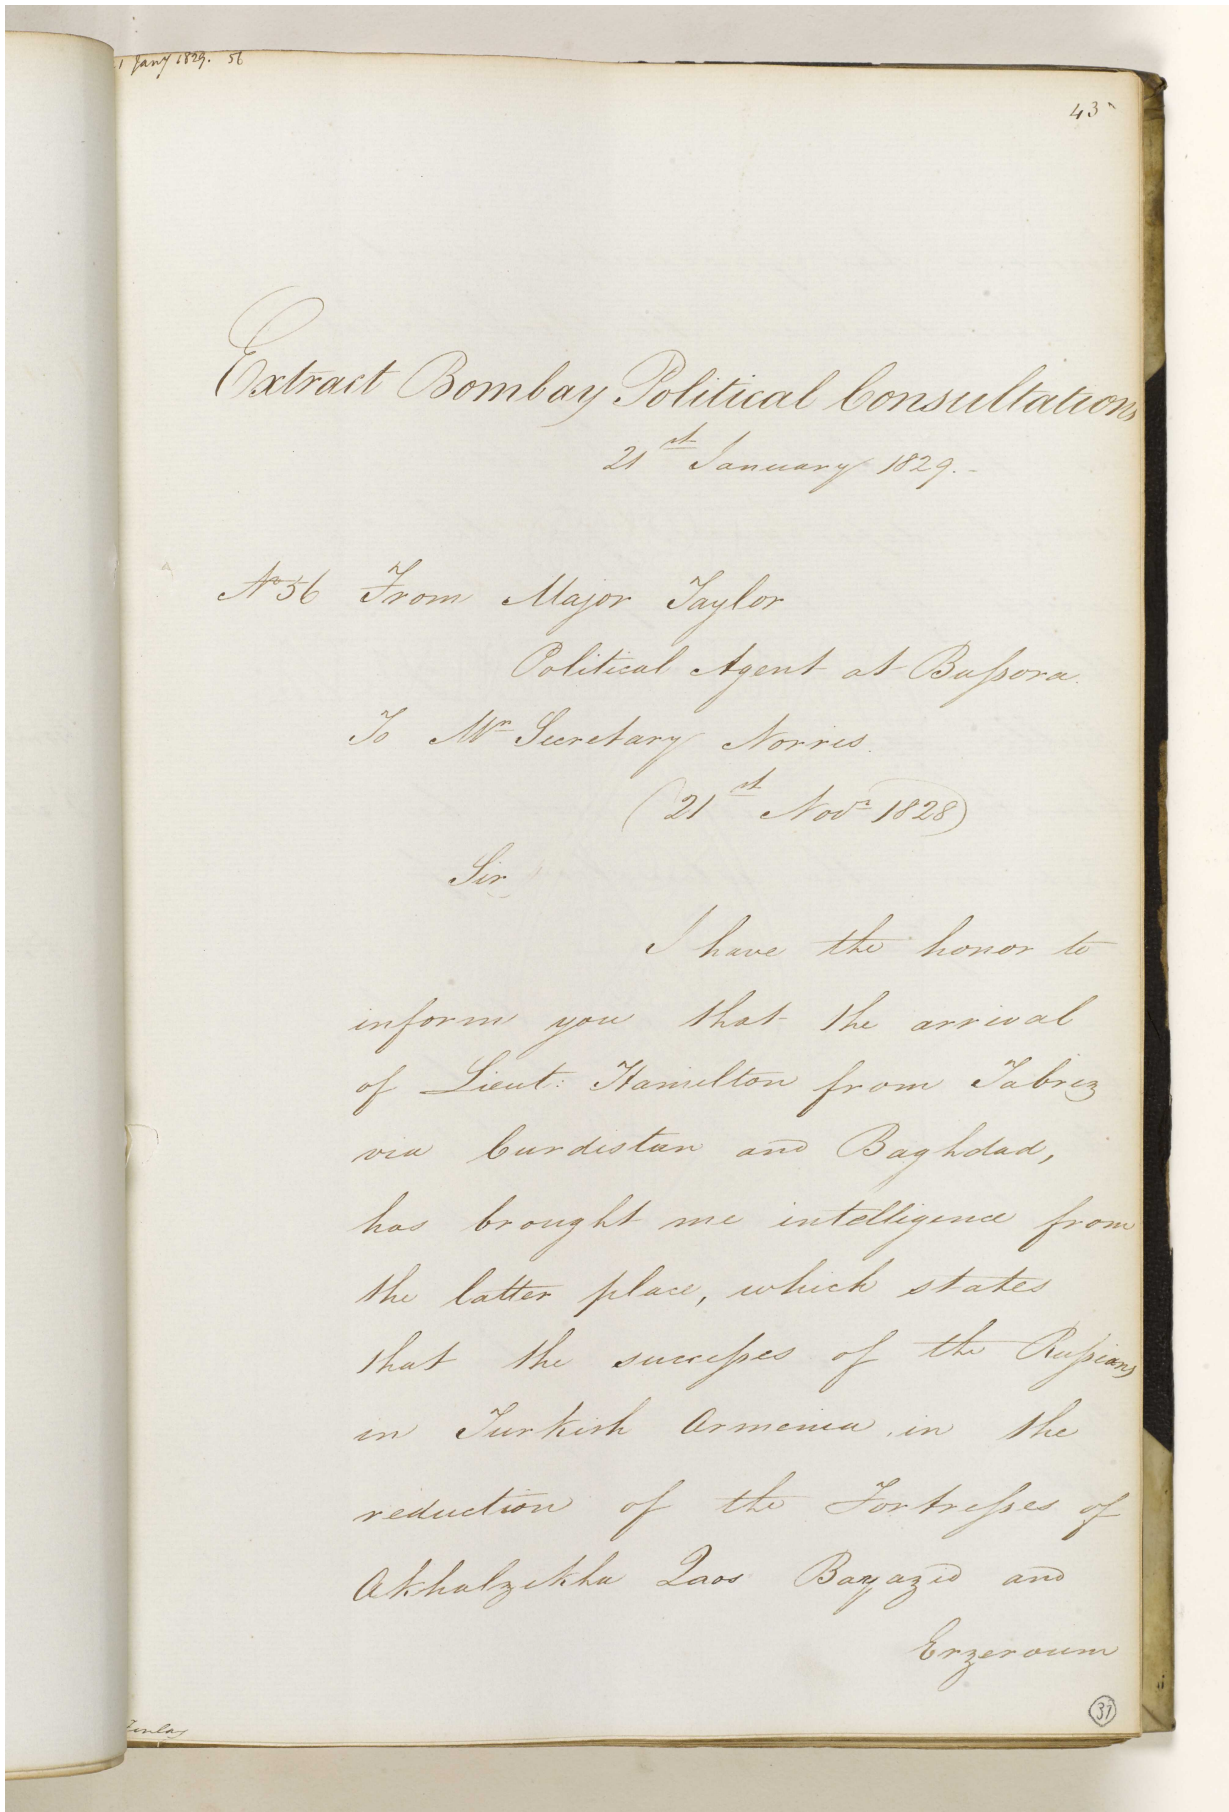 1 Jany 1829. 56
43
Extract Bombay Political Consultations
21st January 1829.-
No 56 From Major Taylor
Political Agent at Bassora.
To Mr Secretary Norris.
(21st Novr 1828)
Sir,
I have the honor to
inform you that the arrival
of Lieut: Hamilton from Tabriz
via Curdistan and Baghdad,
has brought me intelligence from
the latter place, which states
that the successes of the Russians
in Turkish Armenia in the
reduction of the Fortresses of
Akhalzikha Qaos Bayazid and
Erzeroum
37